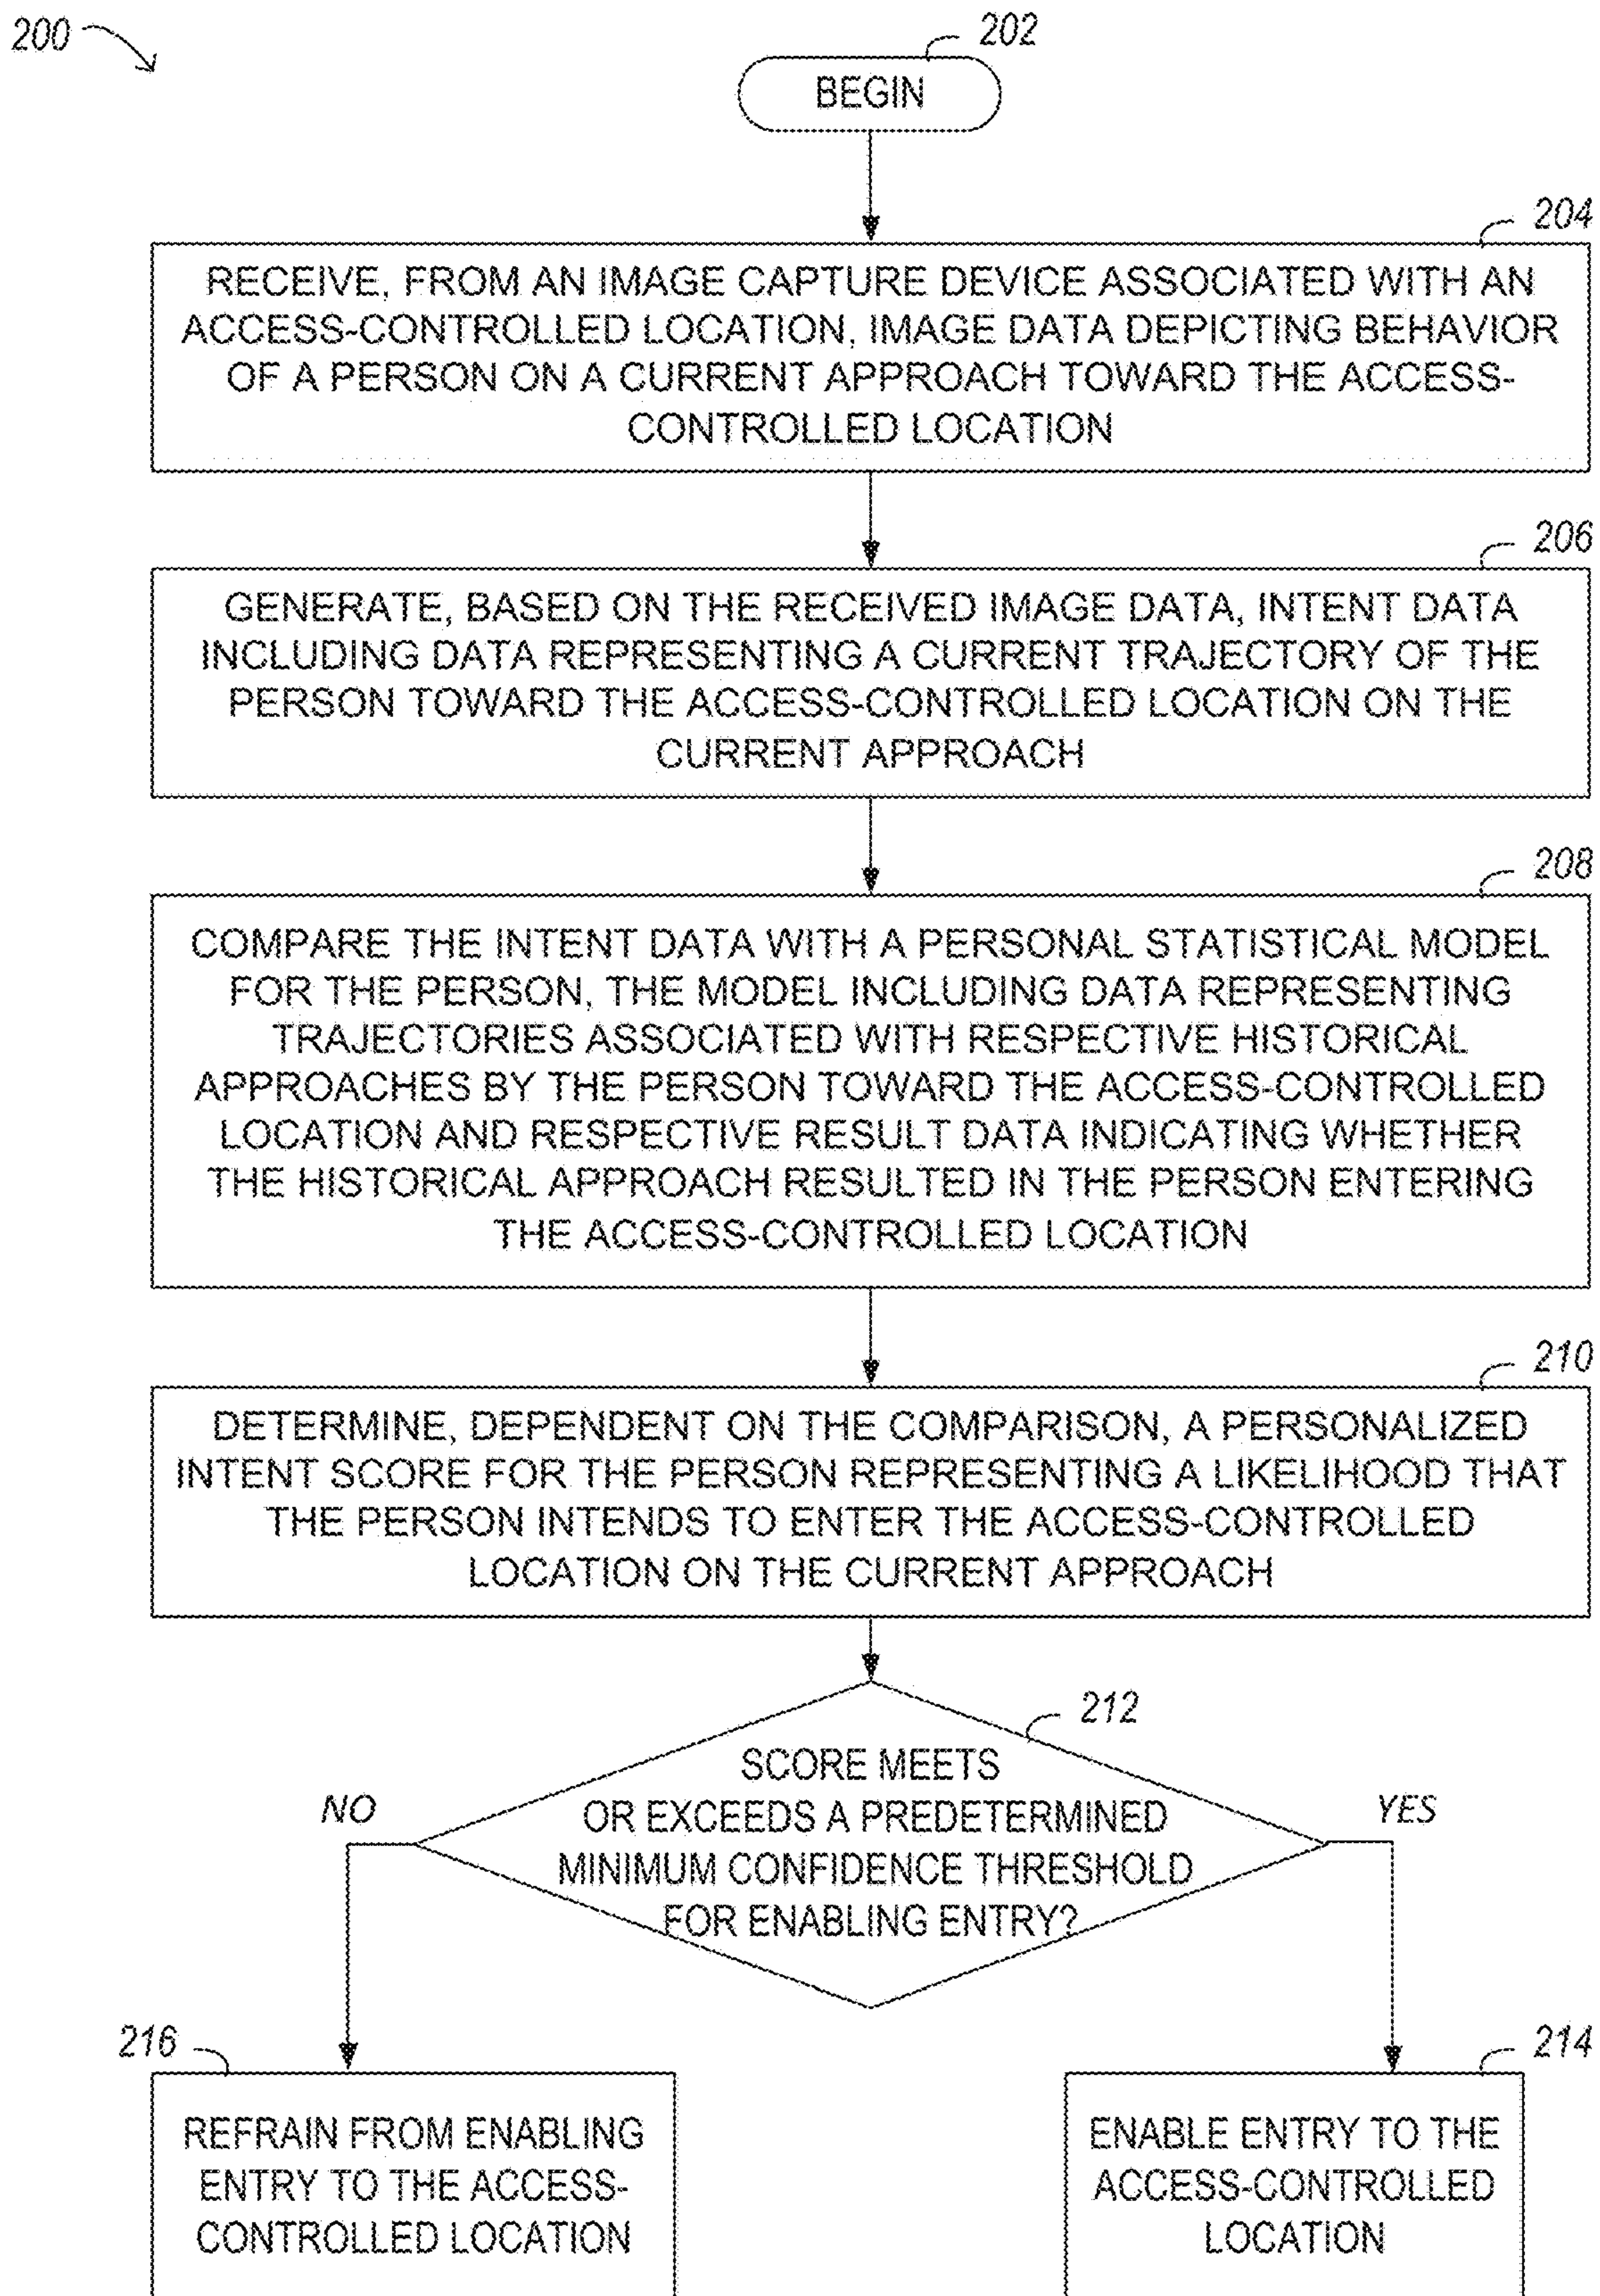 200
202
BEGIN
204
RECEIVE, FROM AN IMAGE CAPTURE DEVICE ASSOCIATED WITH AN
ACCESS-CONTROLLED LOCATION, IMAGE DATA DEPICTING BEHAVIOR
OF A PERSON ON A CURRENT APPROACH TOWARD THE ACCESS-
CONTROLLED LOCATION
206
GENERATE, BASED ON THE RECEIVED IMAGE DATA, INTENT DATA
INCLUDING DATA REPRESENTING A CURRENT TRAJECTORY OF THE
PERSON TOWARD THE ACCESS-CONTROLLED LOCATION ON THE
CURRENT APPROACH
208
COMPARE THE INTENT DATA WITH A PERSONAL STATISTICAL MODEL
FOR THE PERSON, THE MODEL INCLUDING DATA REPRESENTING
TRAJECTORIES ASSOCIATED WITH RESPECTIVE HISTORICAL
APPROACHES BY THE PERSON TOWARD THE ACCESS-CONTROLLED
LOCATION AND RESPECTIVE RESULT DATA INDICATING WHETHER
THE HISTORICAL APPROACH RESULTED IN THE PERSON ENTERING
THE ACCESS-CONTROLLED LOCATION
210
DETERMINE, DEPENDENT ON THE COMPARISON, A PERSONALIZED
INTENT SCORE FOR THE PERSON REPRESENTING A LIKELIHOOD THAT
THE PERSON INTENDS TO ENTER THE ACCESS-CONTROLLED
LOCATION ON THE CURRENT APPROACH
212
SCORE MEETS
OR EXCEEDS A PREDETERMINED
MINIMUM CONFIDENCE THRESHOLD
FOR ENABLING ENTRY?
NO
YES
216
REFRAIN FROM ENABLING
ENTRY TO THE ACCESS-
CONTROLLED LOCATION
214
ENABLE ENTRY TO THE
ACCESS-CONTROLLED
LOCATION